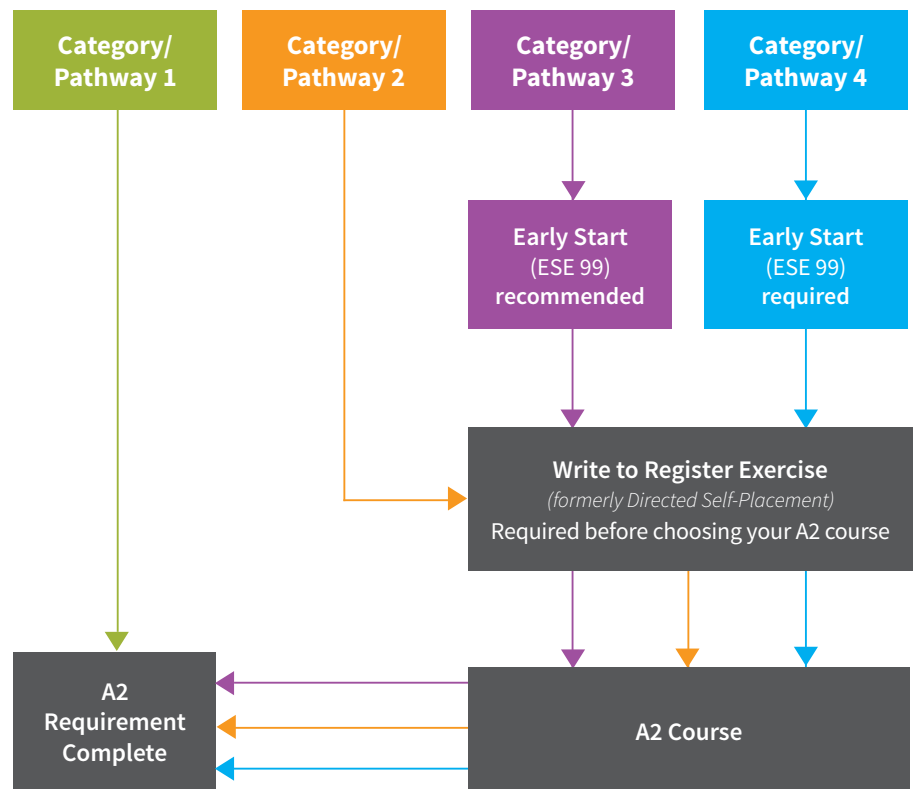 Category/
Pathway 1
Category/
Pathway 2
Category/
Pathway 3
Category/
Pathway 4
Early Start
(ESE 99)
recommended
Early Start
(ESE 99)
required
Write to Register Exercise
(formerly Directed Self-Placement)
Required before choosing your A2 course
A2
Requirement
Complete
A2 Course